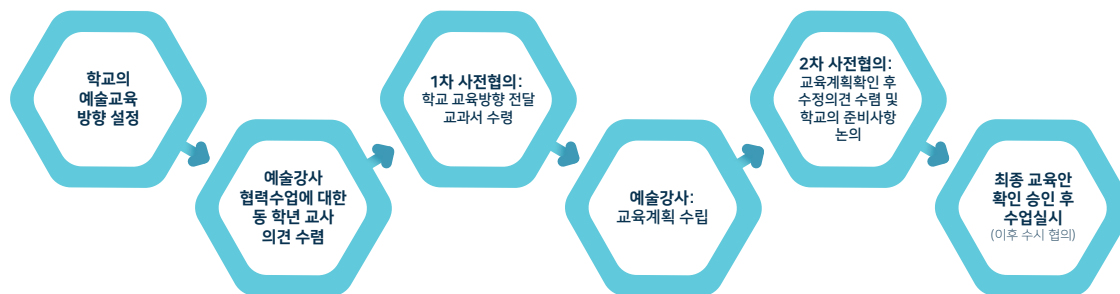 학교의
예술교육
방향 설정
예술강사
협력수업에 대한
동 학년 교사
의견 수렴
1차 사전협의:
학교 교육방향 전달
교과서 수령
예술강사:
교육계획 수립
2차 사전협의:
교육계획확인 후
수정의견 수렴 및
학교의 준비사항
논의
최종 교육안
확인 승인 후
수업실시
(이후 수시 협의)